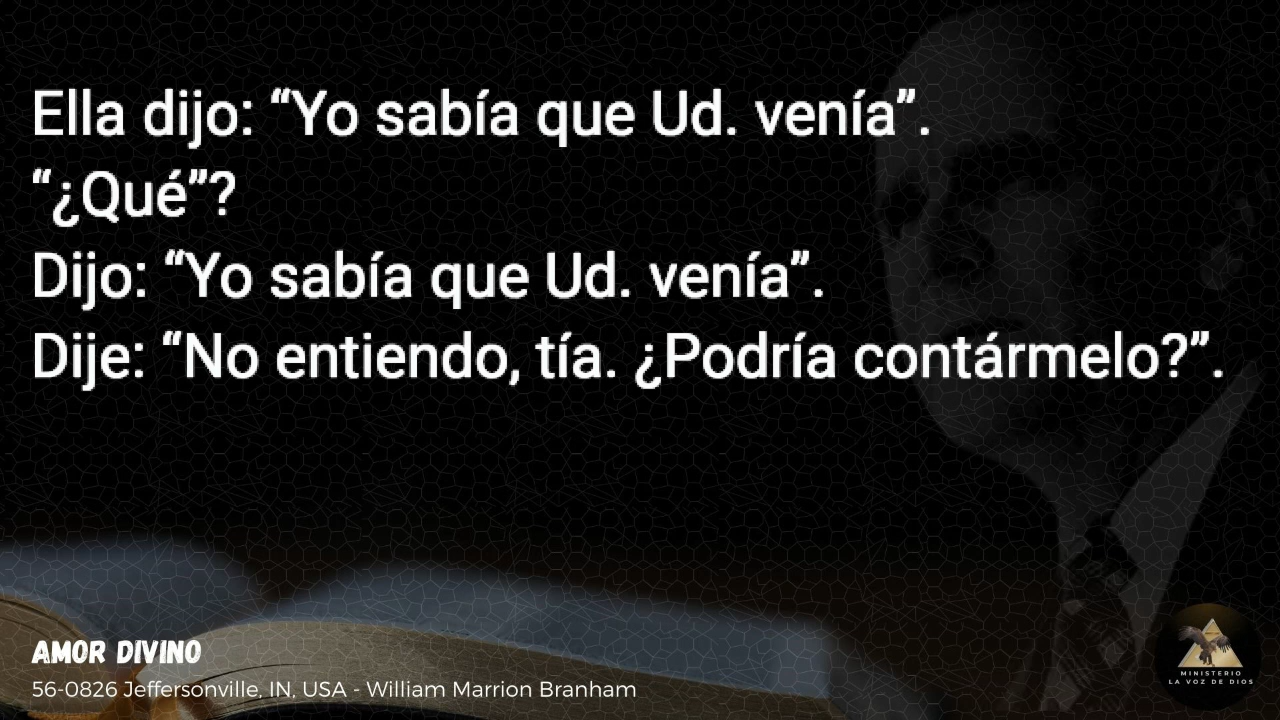 Ella dijo: “Yo sabía que Ud. venía”.
“¿Qué”?
Dijo: “Yo sabía que Ud. venía”.
Dije: “No entiendo, tía. ¿Podría contármelo?”.
AMOR DIVINO
56-0826 Jeffersonville, IN, USA - William Marrion Branham
MINISTERIO
LA VOZ DE DIOS